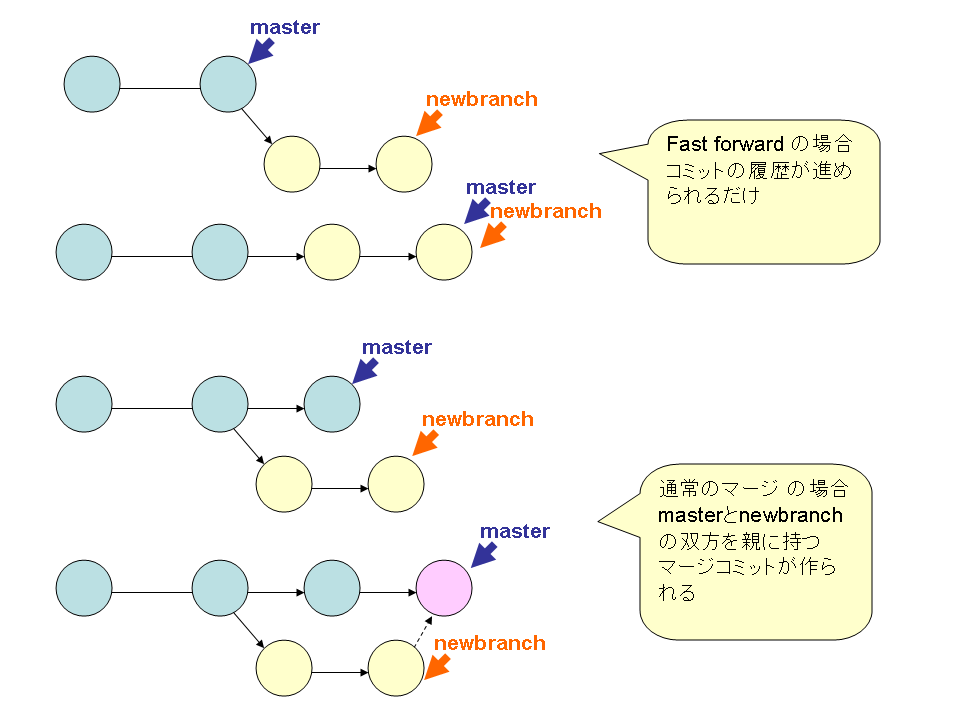 master
newbranch
Fast forward の場合
コミットの履歴が進め
られるだけ
master
newbranch
master
newbranch
通常のマージ の場合
masterとnewbranch
の双方を親に持つ
マージコミットが作ら
れる
master
newbranch